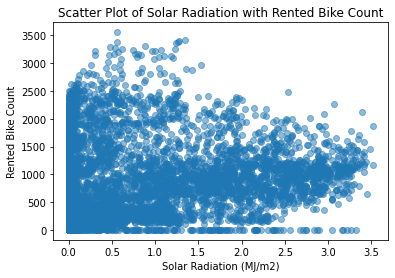 Scatter Plot of Solar Radiation with Rented Bike Count
3500
3000
2500
2000
1500
1000
500
0
Rented Bike Count
0.0 0.5 1.0 1.5 2.0 2.5 3.0 3.5
Solar Radiation (MJ/m2)